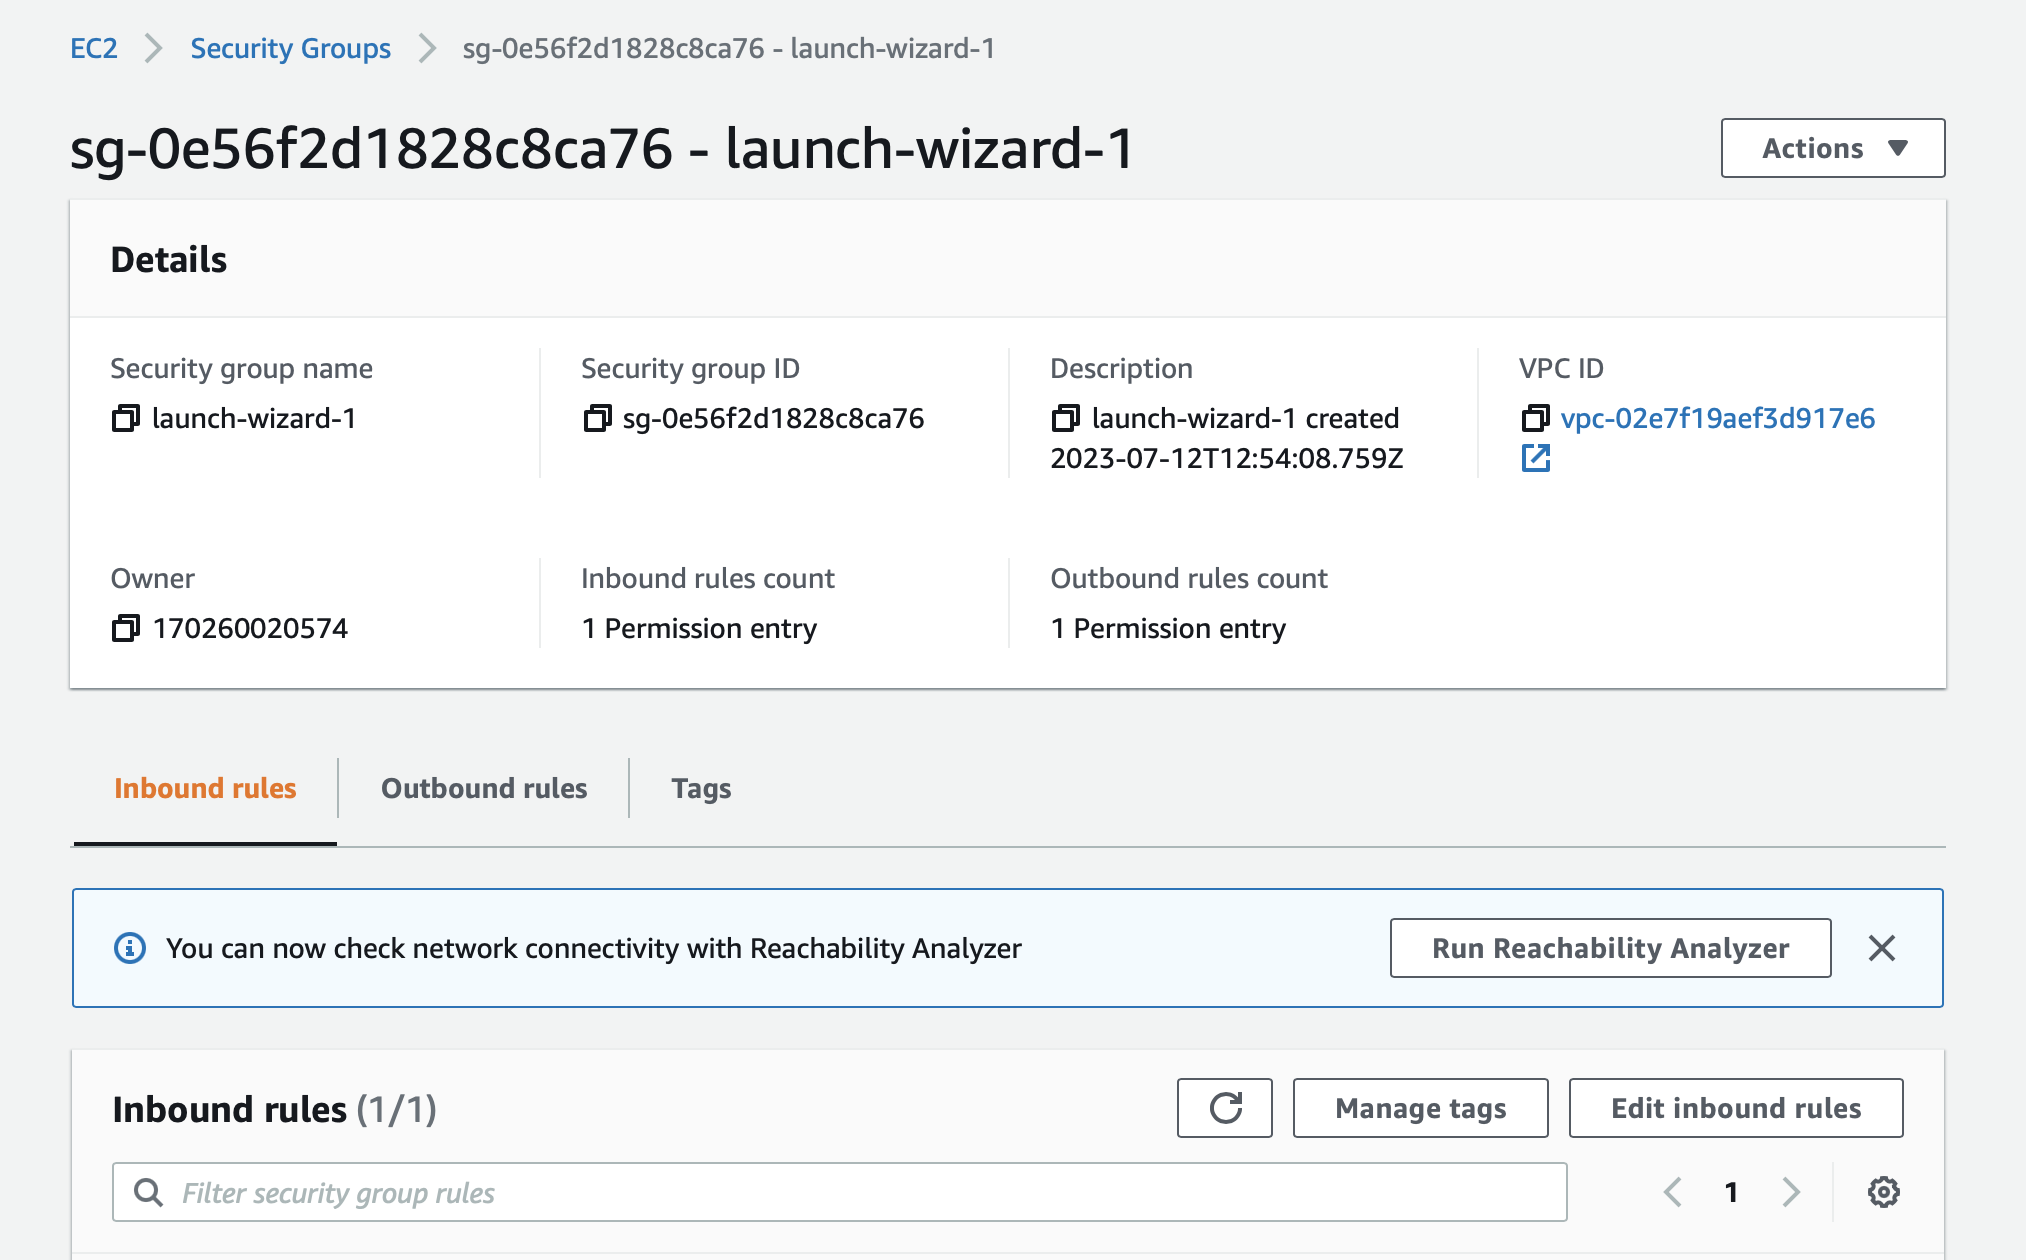 EC2 > Security Groups > sg-0e56f2d1828c8ca76 - launch-wizard-1
sg-0e56f2d1828c8ca76 - launch-wizard-1
Actions
Details
Security group name
launch-wizard-1
Security group ID
sg-0e56f2d1828c8ca76
Description
launch-wizard-1 created
2023-07-12T12:54:08.759Z
VPC ID
vpc-02e7f19aef3d917e6
Owner
170260020574
Inbound rules count
1 Permission entry
Outbound rules count
1 Permission entry
Inbound rules
Outbound rules
Tags
You can now check network connectivity with Reachability Analyzer
Run Reachability Analyzer
Inbound rules (1/1)
Manage tags
Edit inbound rules
Filter security group rules
1